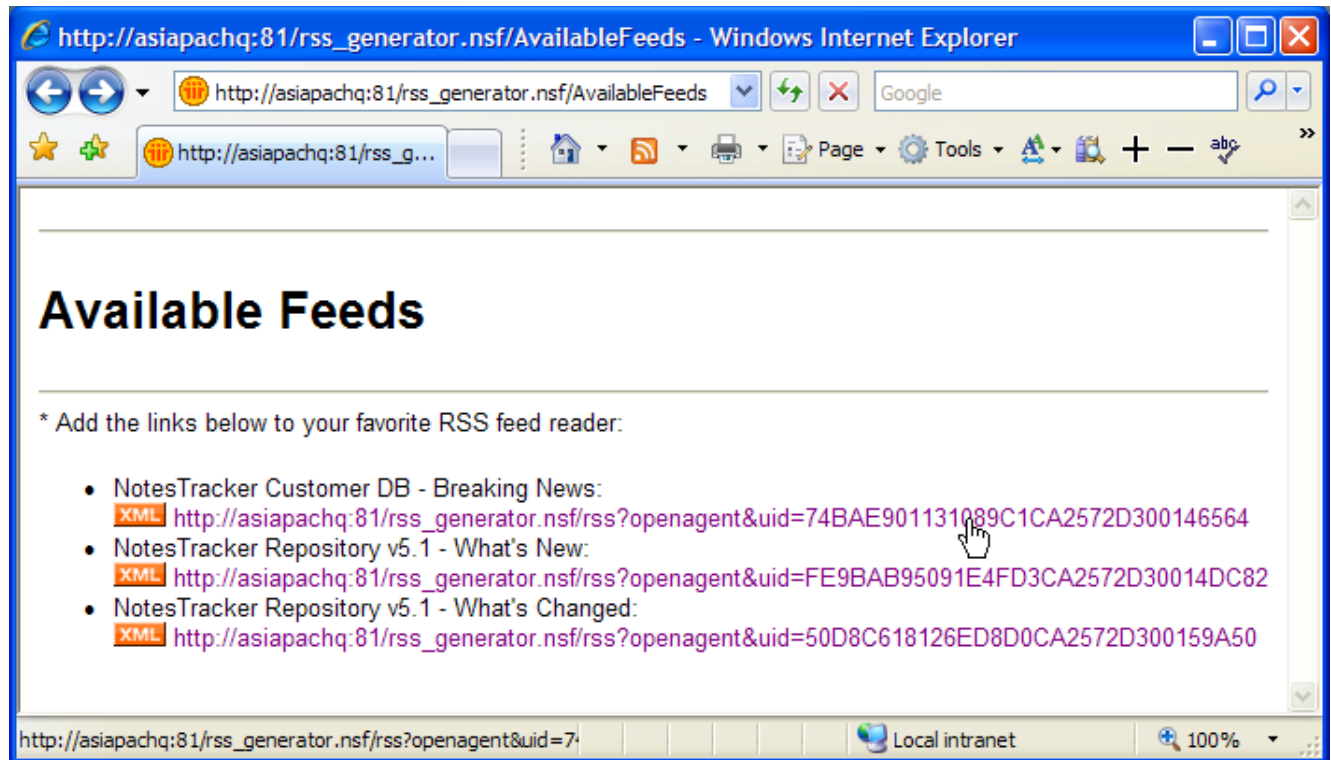 http://asiapachq:81/rss_generator.nsf/AvailableFeeds - Windows Internet Explorer
http://asiapachq:81/rss_generator.nsf/AvailableFeeds Google
http://asiapachq:81/rss_g... Page Tools abc »
Available Feeds
* Add the links below to your favorite RSS feed reader:
• NotesTracker Customer DB - Breaking News:
XML http://asiapachq:81/rss_generator.nsf/rss?openagent&uid=74BAE901131089C1CA2572D300146564
• NotesTracker Repository v5.1 - What's New:
XML http://asiapachq:81/rss_generator.nsf/rss?openagent&uid=FE9BAB95091E4FD3CA2572D30014DC82
• NotesTracker Repository v5.1 - What's Changed:
XML http://asiapachq:81/rss_generator.nsf/rss?openagent&uid=50D8C618126ED8D0CA2572D300159A50
http://asiapachq:81/rss_generator.nsf/rss?openagent&uid=7 Local intranet 100%